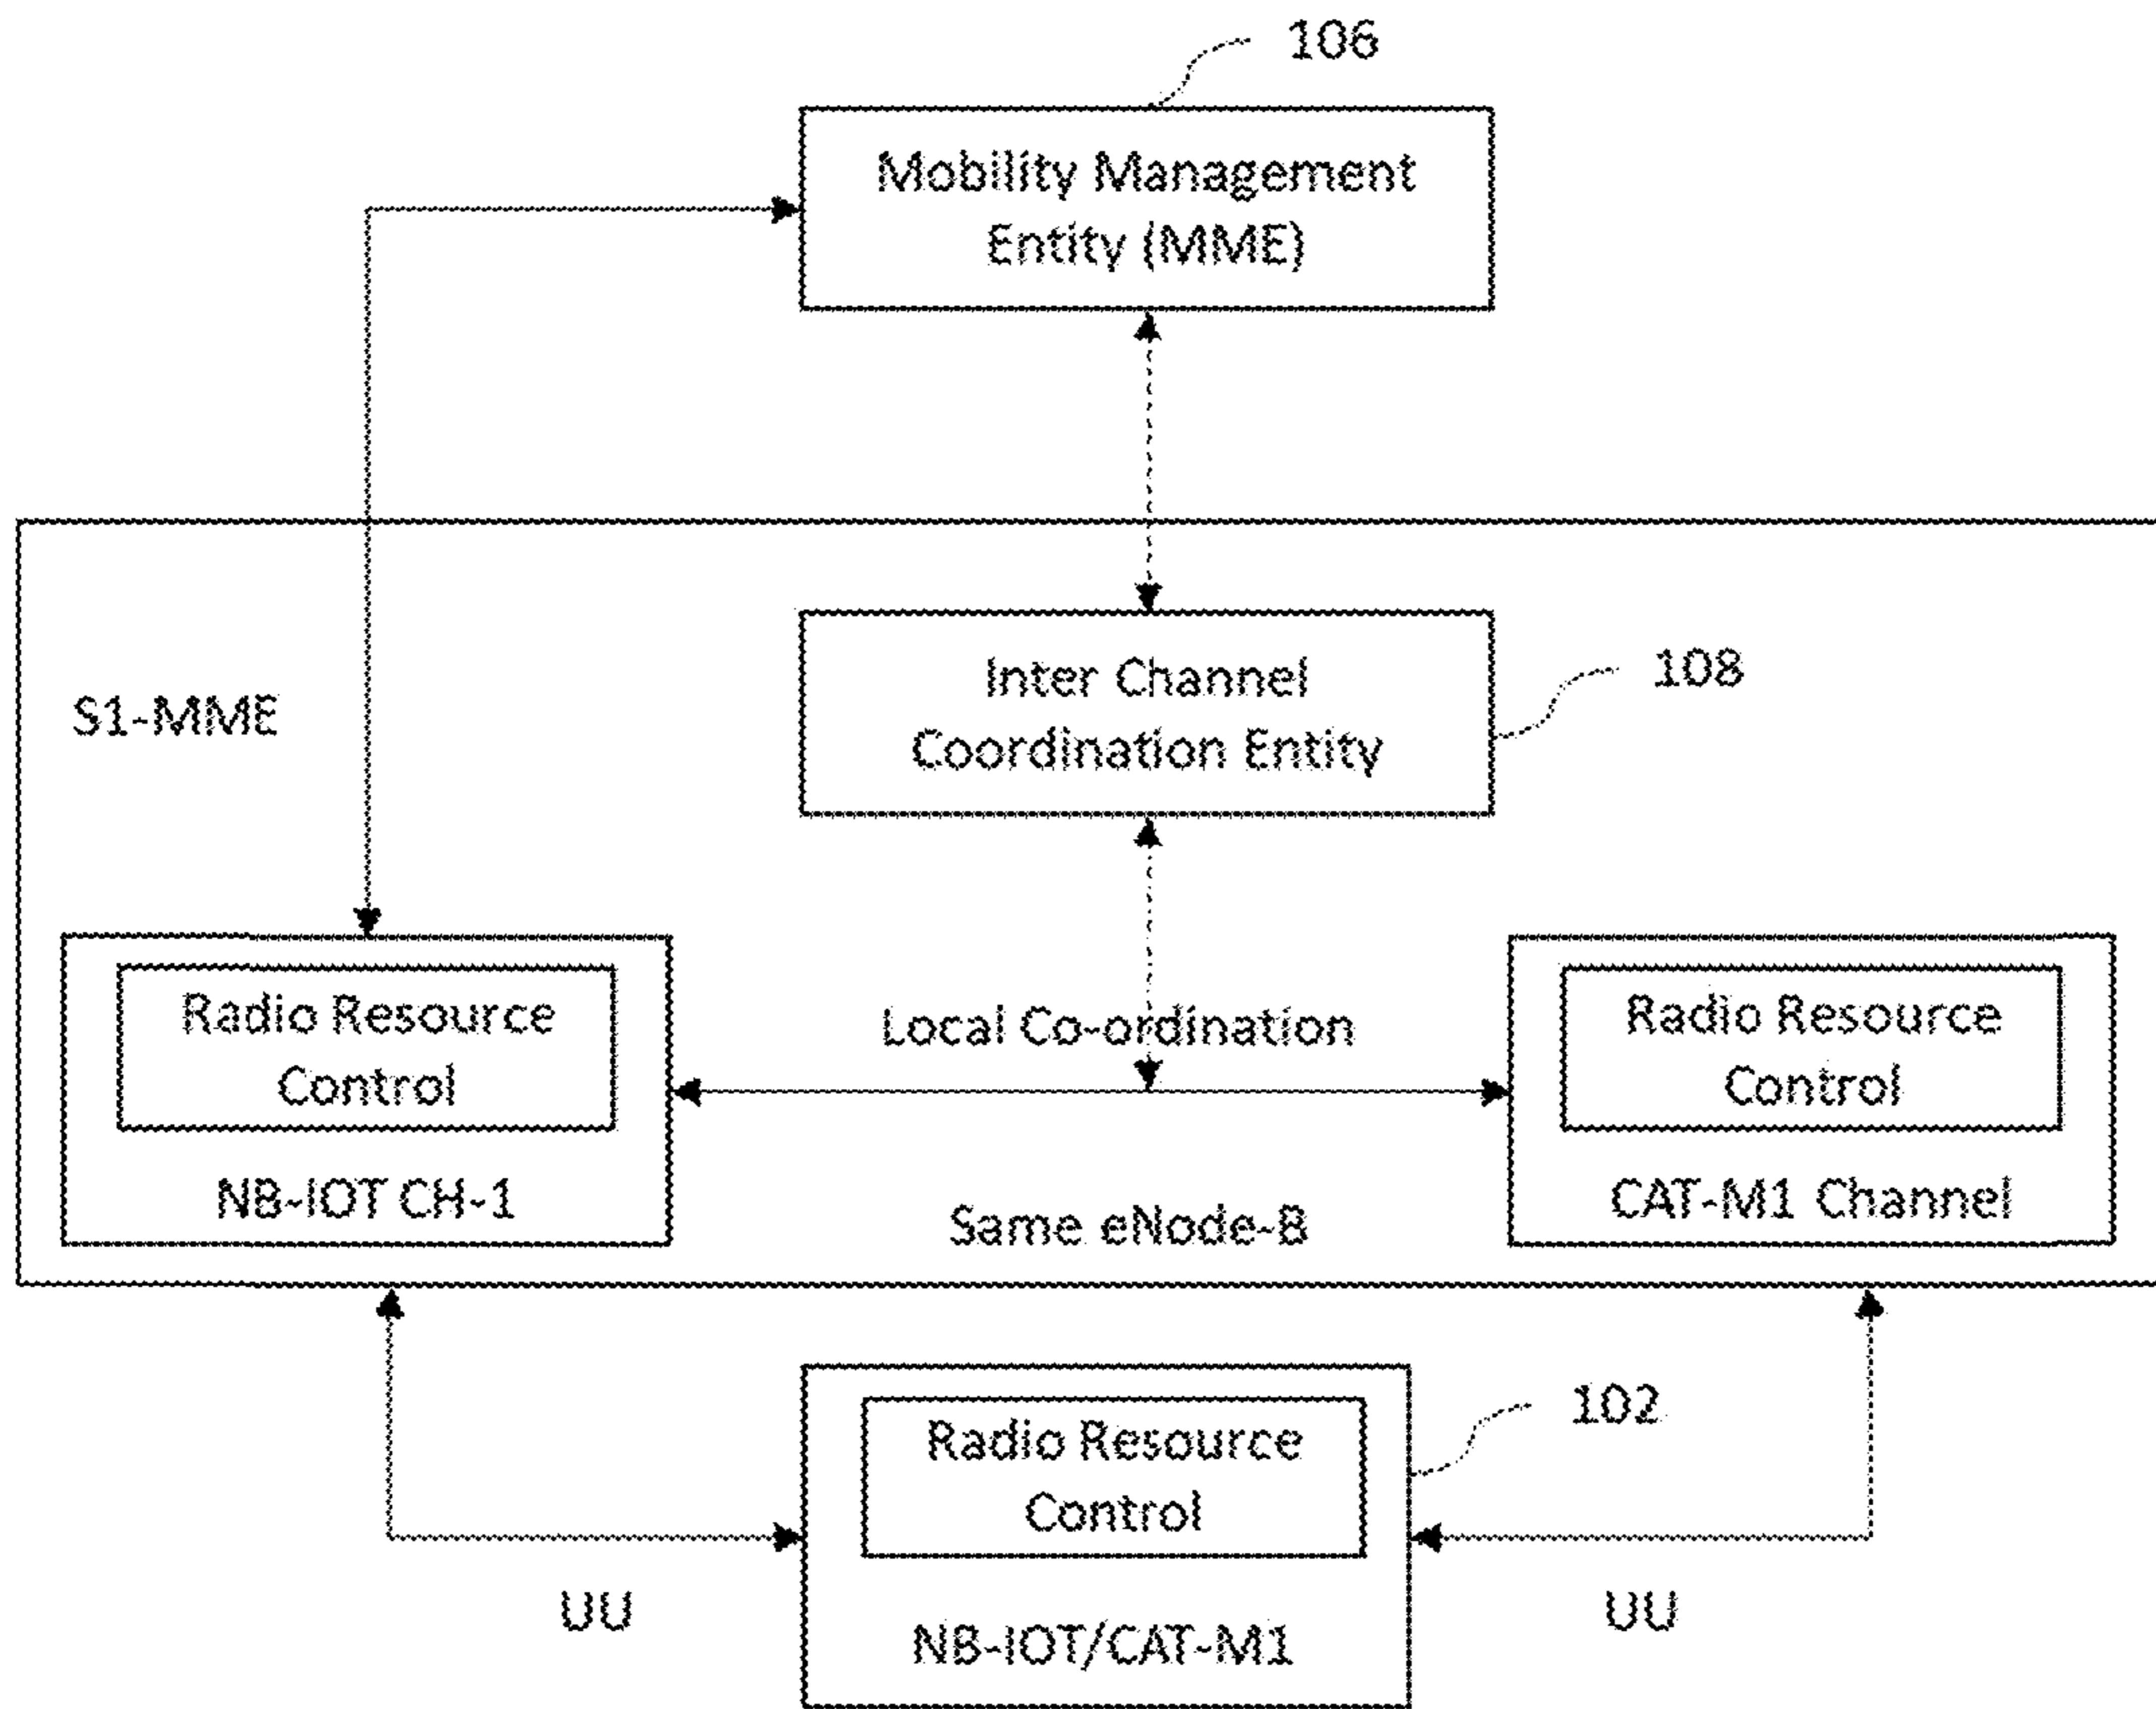 106
Mobility Management
Entity (MME)
Inter Channel
Coordination Entity
108
S1-MME
Radio Resource
Control
NB-IOT CH-1
Local Co-ordination
Same eNode-B
Radio Resource
Control
CAT-M1 Channel
Radio Resource
Control
NB-IOT/CAT-M1
102
UU
UU